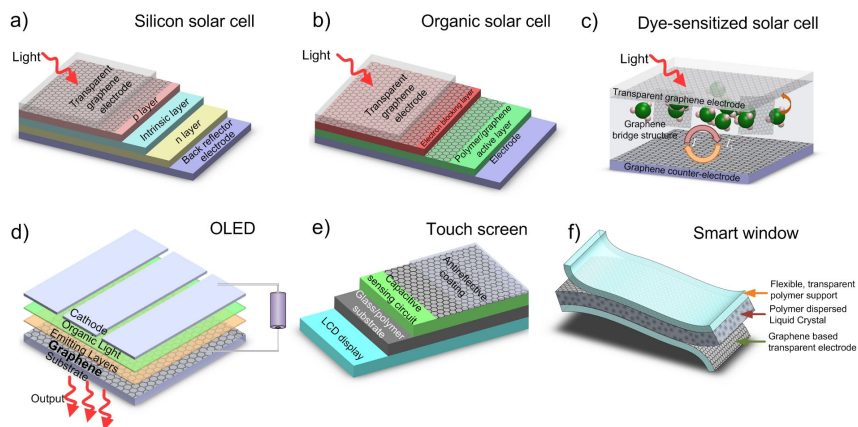 a) Silicon solar cell
Light
Transparent
graphene
electrode
p layer
Intrinsic layer
n layer
Back reflector
electrode
b) Organic solar cell
Light
Transparent
graphene
electrode
Electron blocking layer
Polymer/graphene
active layer
Electrode
c) Dye-sensitized solar cell
Light
Transparent graphene electrode
Graphene
bridge structure
Graphene counter-electrode
d) OLED
Cathode
Organic Light
Emitting Layers
Graphene
Substrate
Output
e) Touch screen
Antireflective
coating
Capacitive
sensing circuit
Glass/polymer
substrate
LCD display
f) Smart window
Flexible, transparent
polymer support
Polymer dispersed
Liquid Crystal
Graphene based
transparent electrode